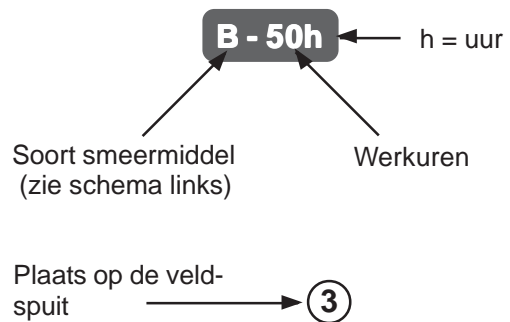 B - 50h
h = uur
Soort smeermiddel
(zie schema links)
Werkuren
Plaats op de veld-
spuit
3